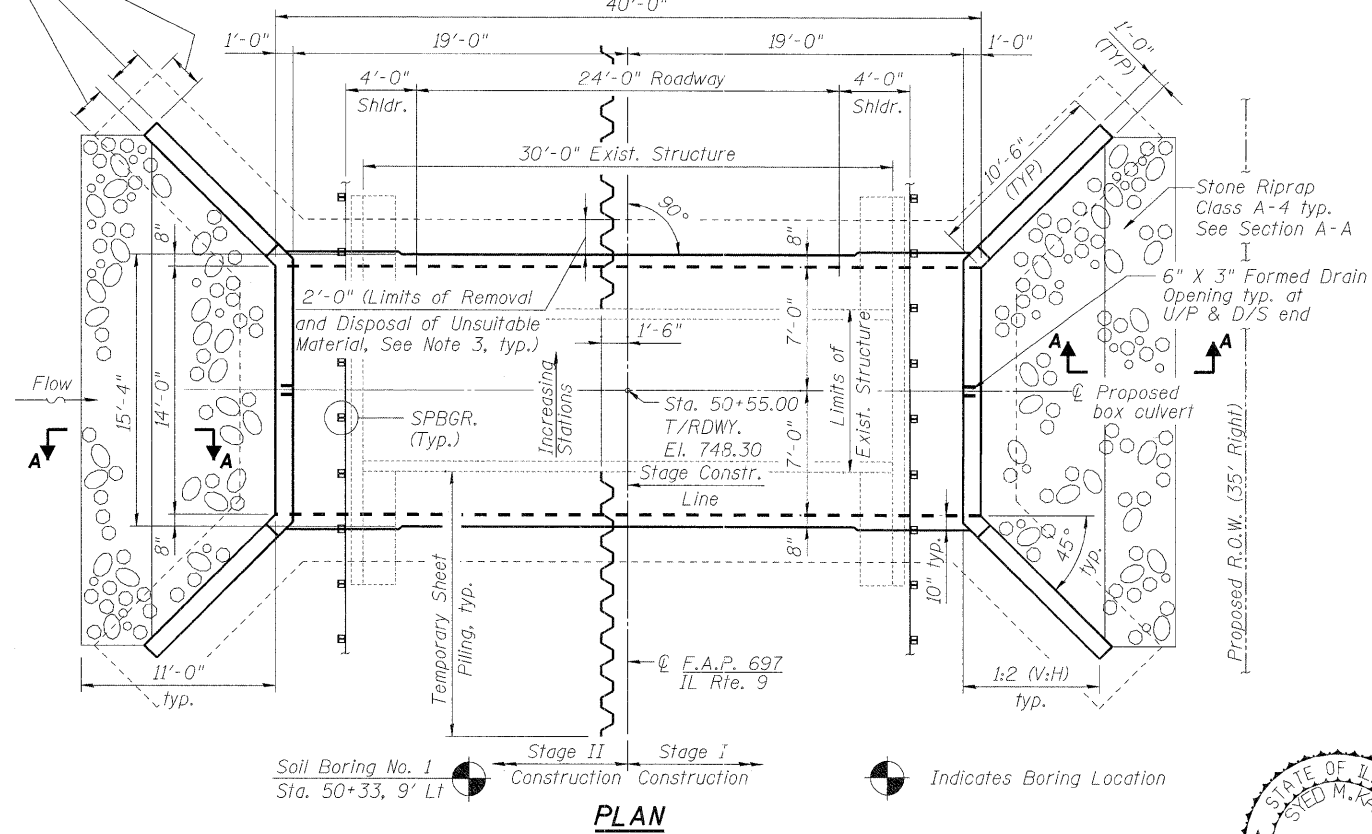 40'-0"
1'-0"
19'-0"
19'-0"
1'-0"
1'-0"
(TYP)
4'-0"
Shldr.
24'-0" Roadway
4'-0"
Shldr.
30'-0" Exist. Structure
10'-6"
(TYP)
90°
Stone Riprap
Class A-4 typ.
See Section A-A
8"
8"
2'-0" (Limits of Removal
and Disposal of Unsuitable
Material, See Note 3, typ.)
1'-6"
7'-0"
6" X 3" Formed Drain
Opening typ. at
U/P & D/S end
A
A
Flow
15'-4"
14'-0"
Increasing
Stations
Limits of
Exist. Structure
℄ Proposed
box culvert
SPBGR.
(Typ.)
Sta. 50+55.00
T/RDWY.
El. 748.30
Stage Constr.
Line
7'-0"
A
A
Proposed R.O.W. (35' Right)
8"
8"
10" typ.
45°
typ.
Temporary Sheet
Piling, typ.
11'-0"
typ.
℄ F.A.P. 697
IL Rte. 9
1:2 (V:H)
typ.
Soil Boring No. 1
Sta. 50+33, 9' Lt
Stage II
Construction
Stage I
Construction
Indicates Boring Location
PLAN
STATE OF
SYED M.